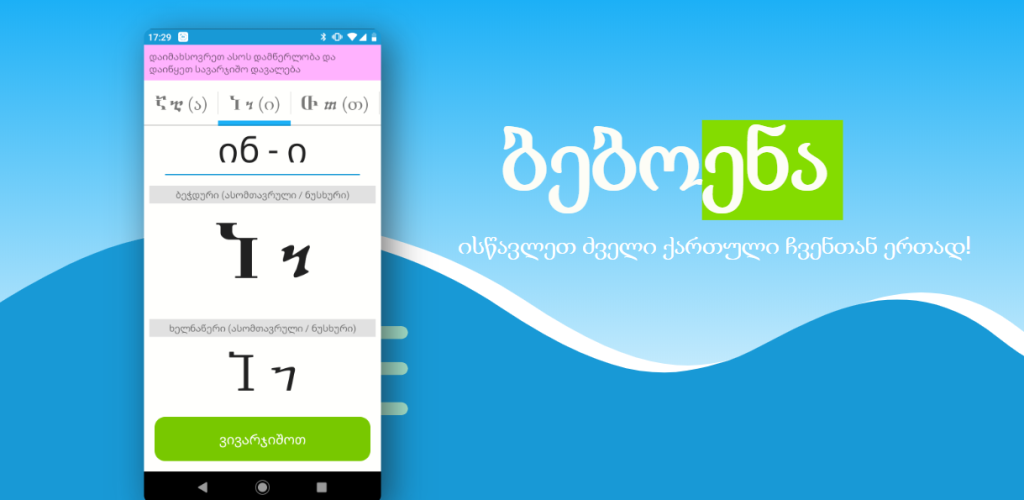 17:29
დაიმახსოვრეთ ასოს დამწერლობა და
დაიწყეთ სავარჯიშო დავალება
Ⴀ ⴀ (ა) Ⴈ ⴈ (ი) Ⴇ ⴇ (თ)
ინ - ი
ბეჭდური (ასომთავრული / ნუსხური)
Ⴈ ⴈ
ხელნაწერი (ასომთავრული / ნუსხური)
Ⴈ ⴈ
ვივარჯიშოთ
ბებოენა
ისწავლეთ ძველი ქართული ჩვენთან ერთად!